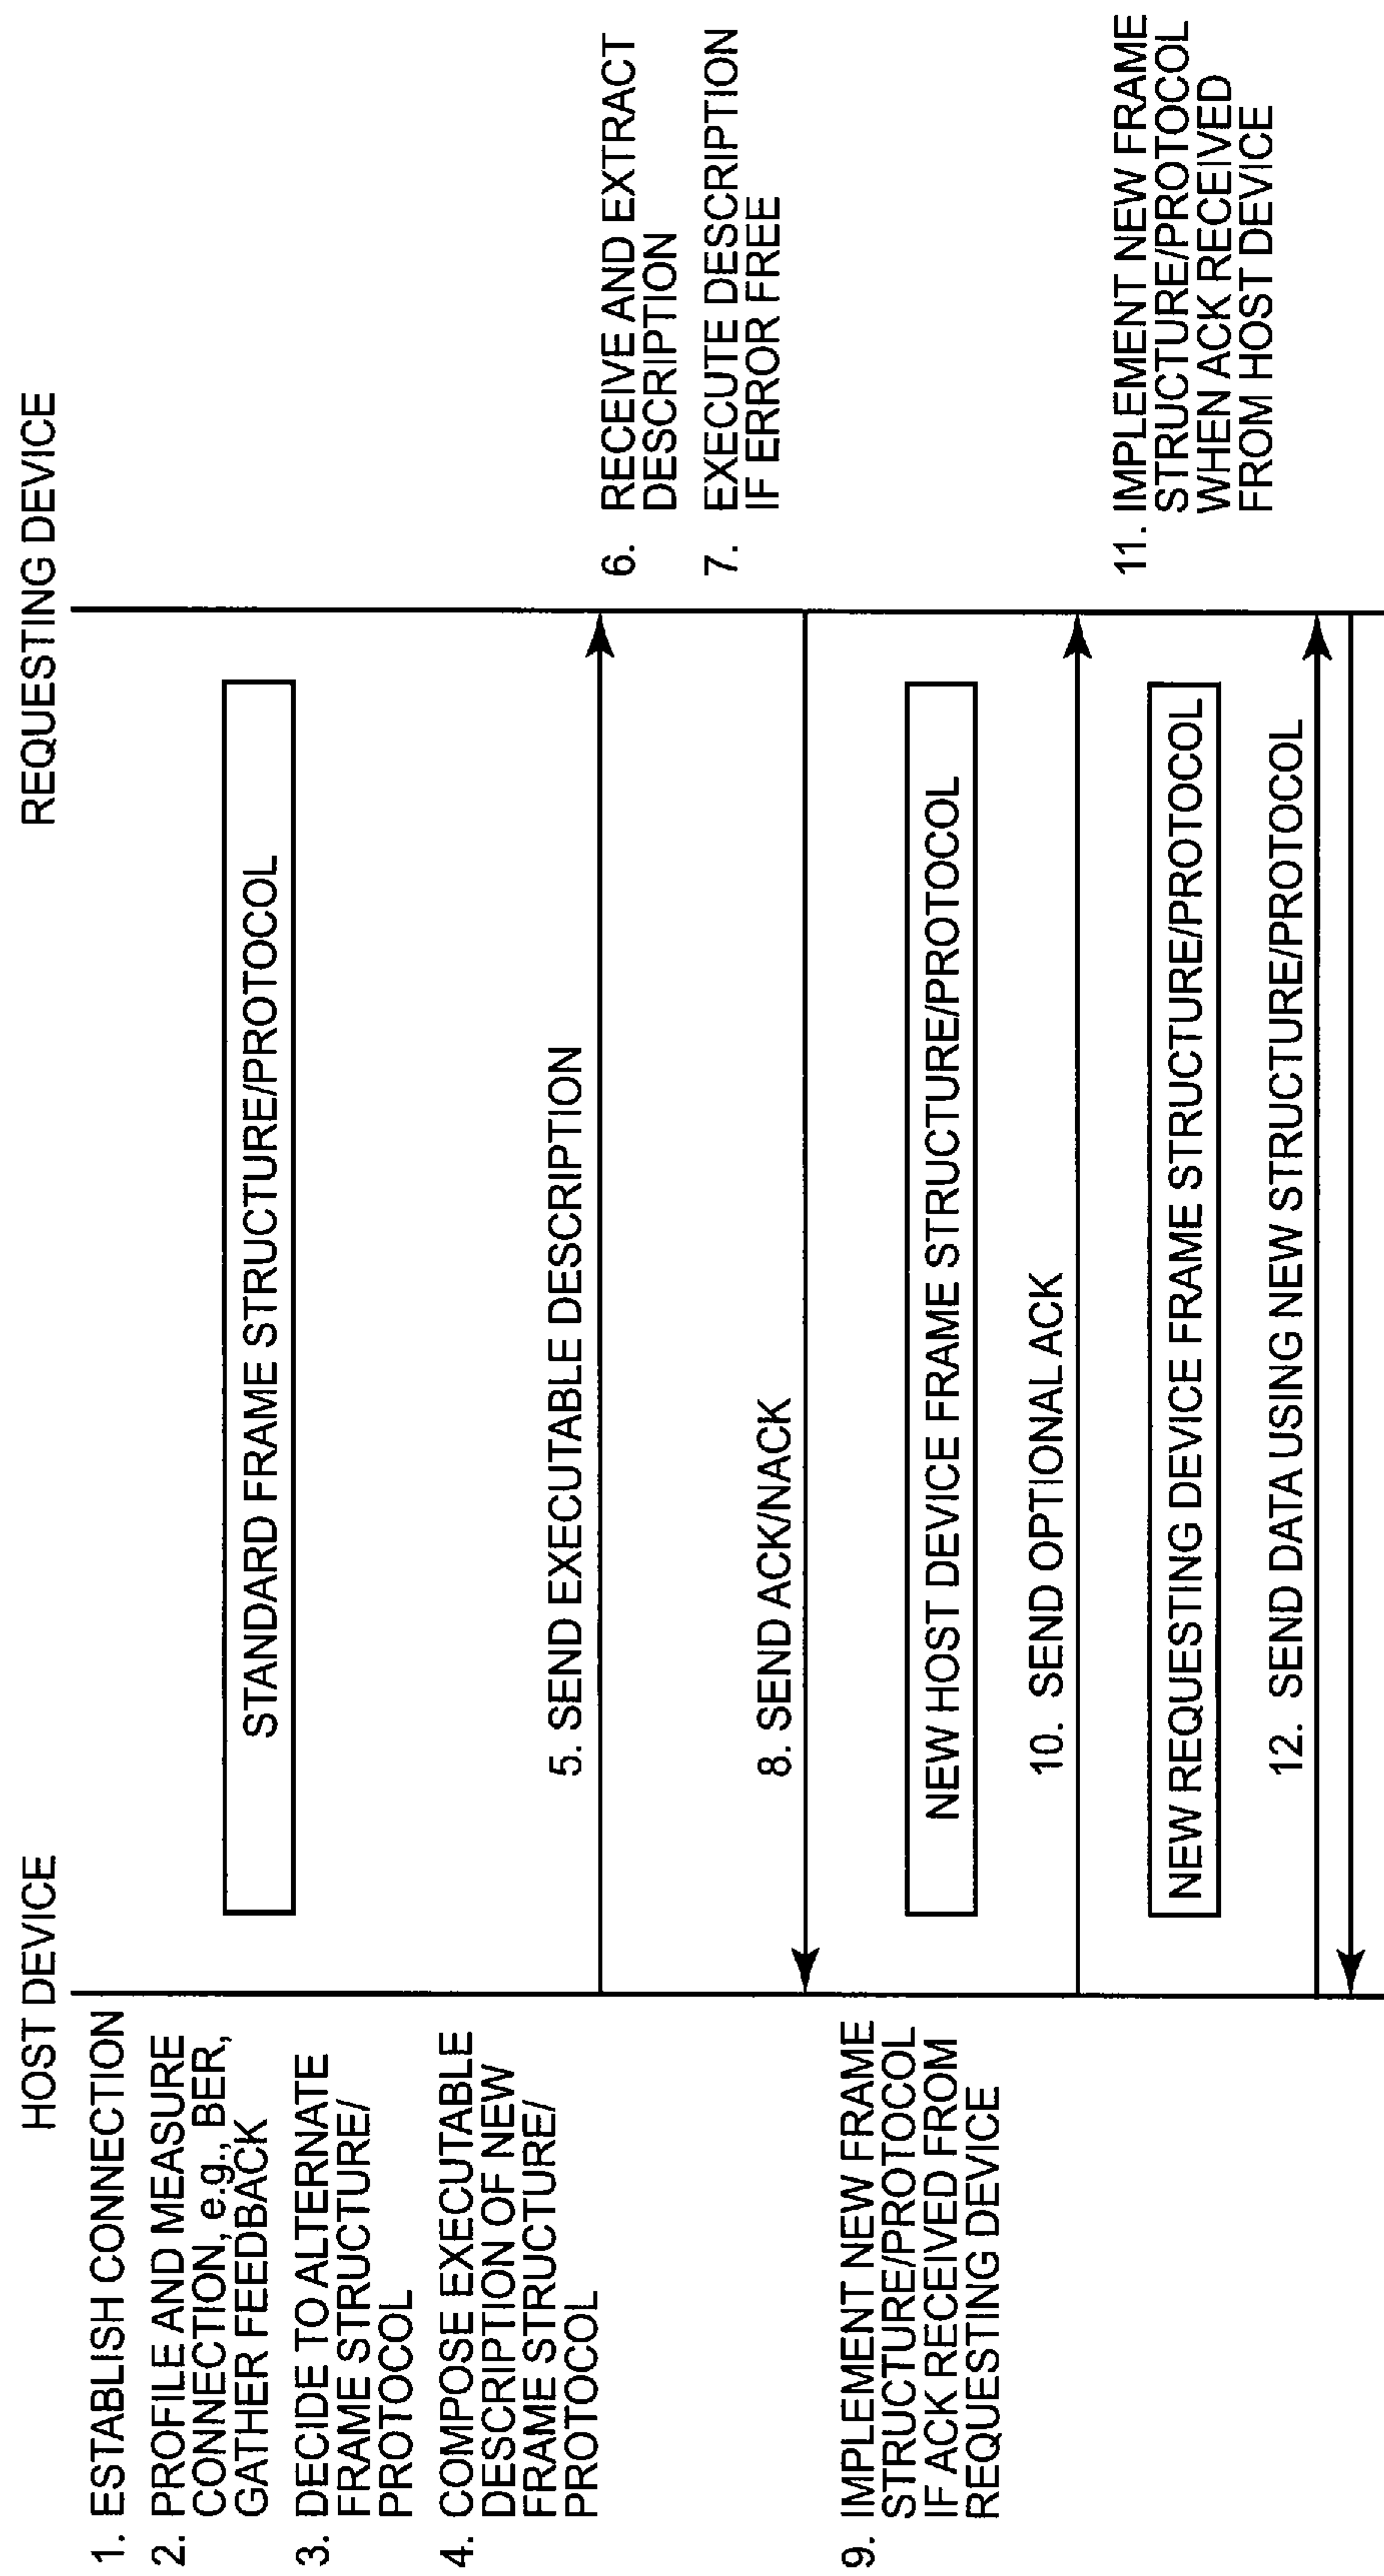 HOST DEVICE
REQUESTING DEVICE
1. ESTABLISH CONNECTION
2. PROFILE AND MEASURE
CONNECTION, e.g., BER,
GATHER FEEDBACK
STANDARD FRAME STRUCTURE/PROTOCOL
3. DECIDE TO ALTERNATE
FRAME STRUCTURE/
PROTOCOL
4. COMPOSE EXECUTABLE
DESCRIPTION OF NEW
FRAME STRUCTURE/
PROTOCOL
5. SEND EXECUTABLE DESCRIPTION
6. RECEIVE AND EXTRACT
DESCRIPTION
7. EXECUTE DESCRIPTION
IF ERROR FREE
8. SEND ACK/NACK
9. IMPLEMENT NEW FRAME
STRUCTURE/PROTOCOL
IF ACK RECEIVED FROM
REQUESTING DEVICE
NEW HOST DEVICE FRAME STRUCTURE/PROTOCOL
10. SEND OPTIONAL ACK
11. IMPLEMENT NEW FRAME
STRUCTURE/PROTOCOL
WHEN ACK RECEIVED
FROM HOST DEVICE
NEW REQUESTING DEVICE FRAME STRUCTURE/PROTOCOL
12. SEND DATA USING NEW STRUCTURE/PROTOCOL